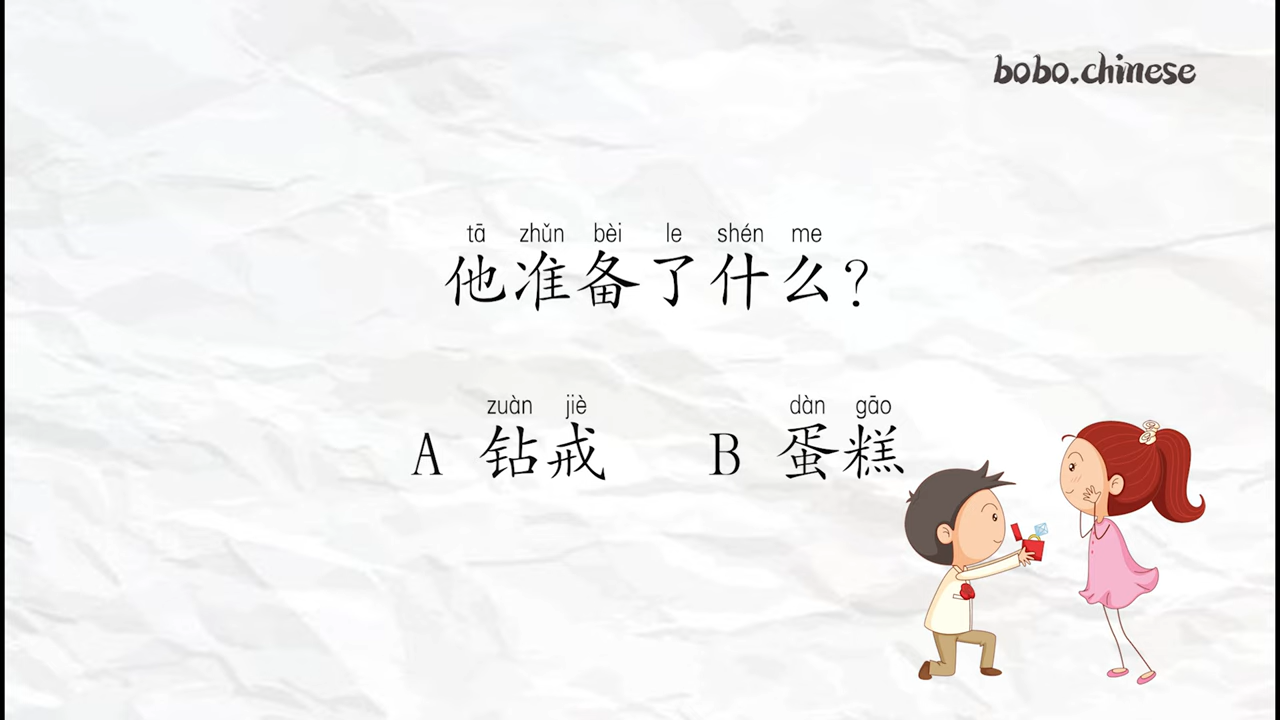 bobo.chinese
tā zhǔn bèi le shén me
他准备了什么?
zuàn jiè dàn gāo
A 钻戒 B 蛋糕